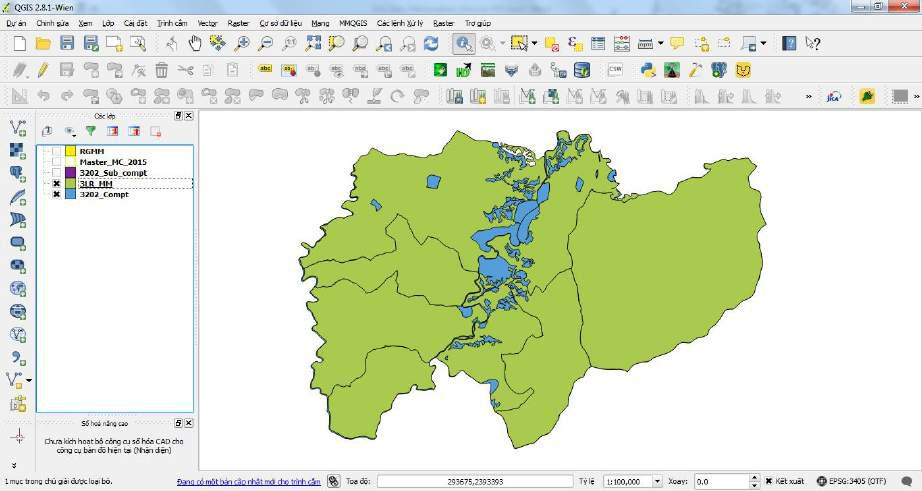 QGIS 2.8.1-Wien
Dự án Chỉnh sửa Xem Lớp Cài đặt Trình cắm Vector Raster Cơ sở dữ liệu Mạng MMQGIS Các lệnh Xử lý Raster Trợ giúp
abc ab abc abc abc abc abc CSW
JICA
Các lớp
RGMM
Master_MC_2015
3202_Sub_compt
3LR_MM
3202_Compt
Số hoá nâng cao
Chưa kích hoạt bộ công cụ số hóa CAD cho
công cụ bản đồ hiện tại (Nhận diện)
1 mục trong chú giải được loại bỏ. Đang có một bản cập nhật mới cho trình cắm Toạ độ: 293675,2393393 Tỷ lệ 1:100,000 Xoay: 0.0 Kết xuất EPSG:3405 (OTF)